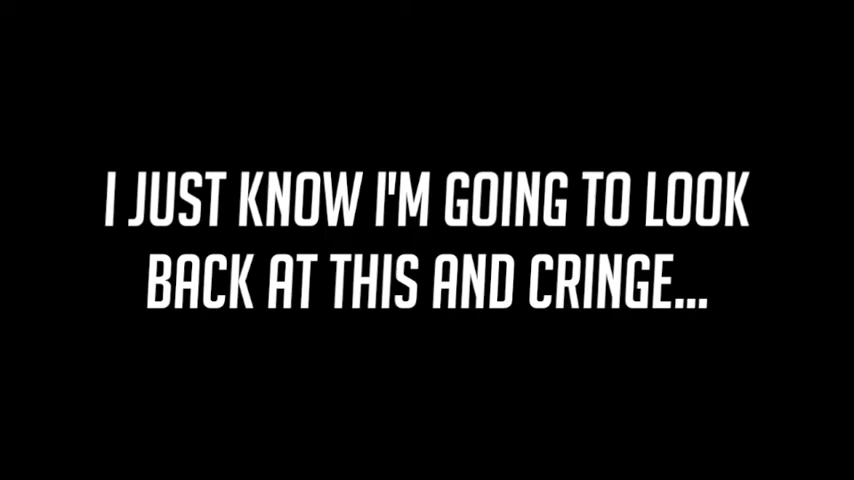 I JUST KNOW I'M GOING TO LOOK
BACK AT THIS AND CRINGE...